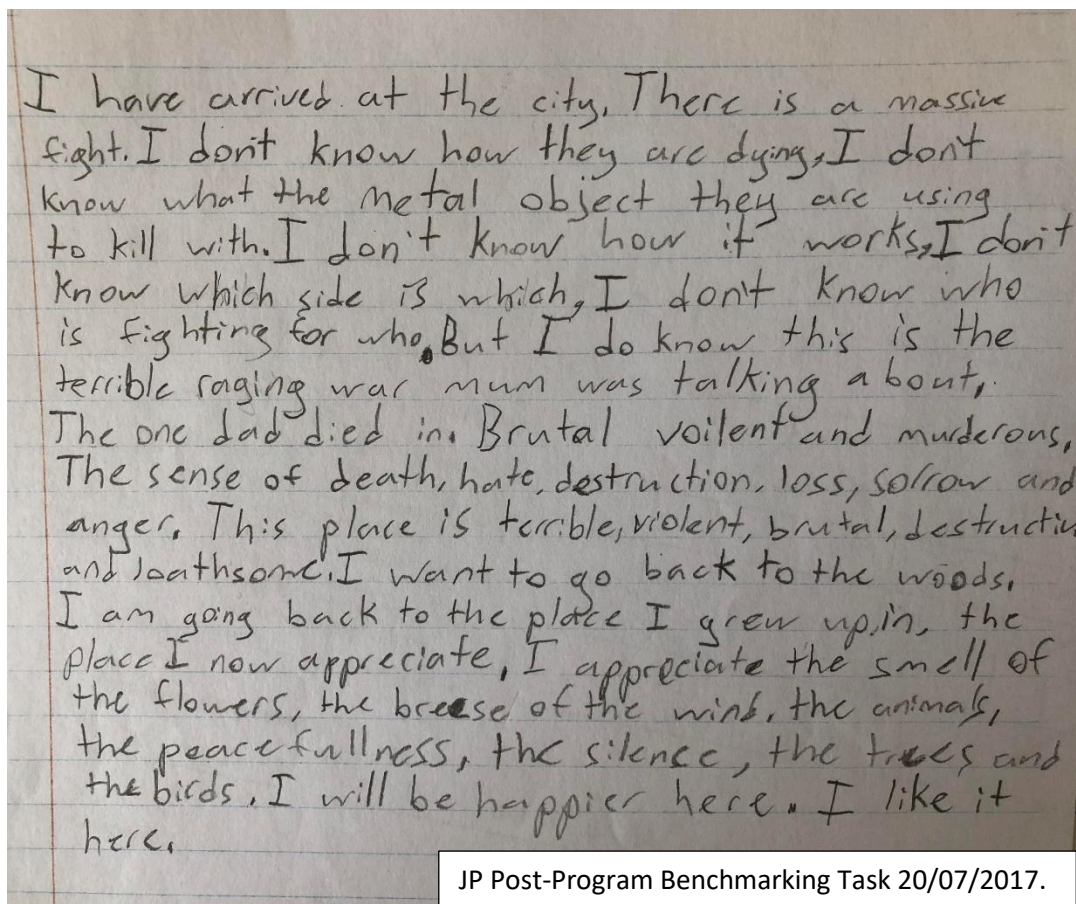 I have arrived at the city. There is a massive
fight. I don't know how they are dying, I don't
know what the metal object they are using
to kill with. I don't know how it works, I don't
know which side is which, I don't know who
is fighting for who. But I do know this is the
terrible raging war mum was talking about,
The one dad died in. Brutal voilent and murderous,
The sense of death, hate, destruction, loss, sorrow and
anger. This place is terrible, violent, brutal, destructiv
and loathsome. I want to go back to the woods.
I am going back to the place I grew up in, the
place I now appreciate, I appreciate the smell of
the flowers, the breese of the wind, the animals,
the peacefullness, the silence, the trees and
the birds. I will be happier here. I like it
here.
JP Post-Program Benchmarking Task 20/07/2017.